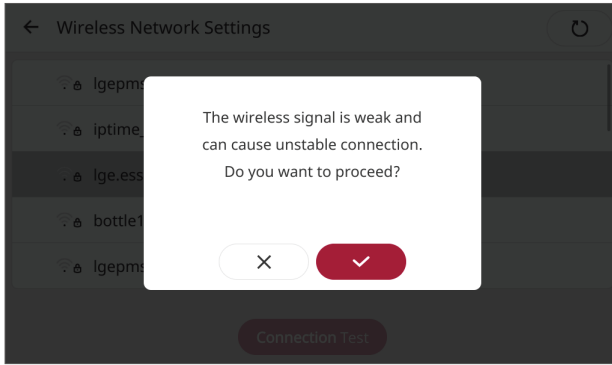 Wireless Network Settings
lgepms
iptime_
lge.ess
bottle1
lgepms
The wireless signal is weak and
can cause unstable connection.
Do you want to proceed?
Connection Test